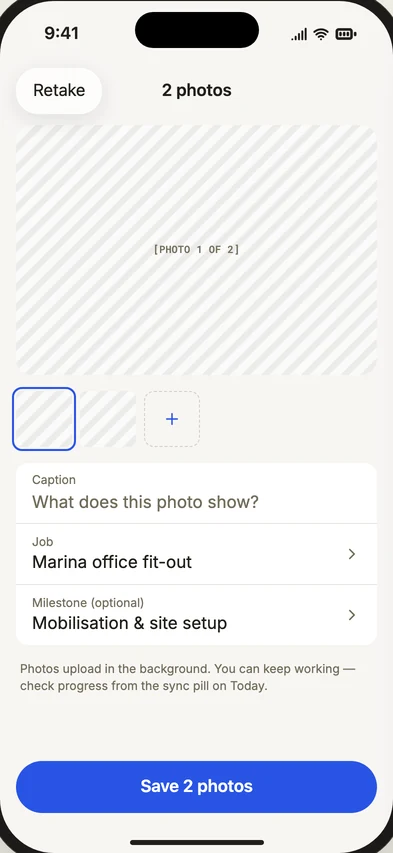 9:41
Retake
2 photos
[PHOTO 1 OF 2]
+
Caption
What does this photo show?
Job
Marina office fit-out
Milestone (optional)
Mobilisation & site setup
Photos upload in the background. You can keep working —
check progress from the sync pill on Today.
Save 2 photos